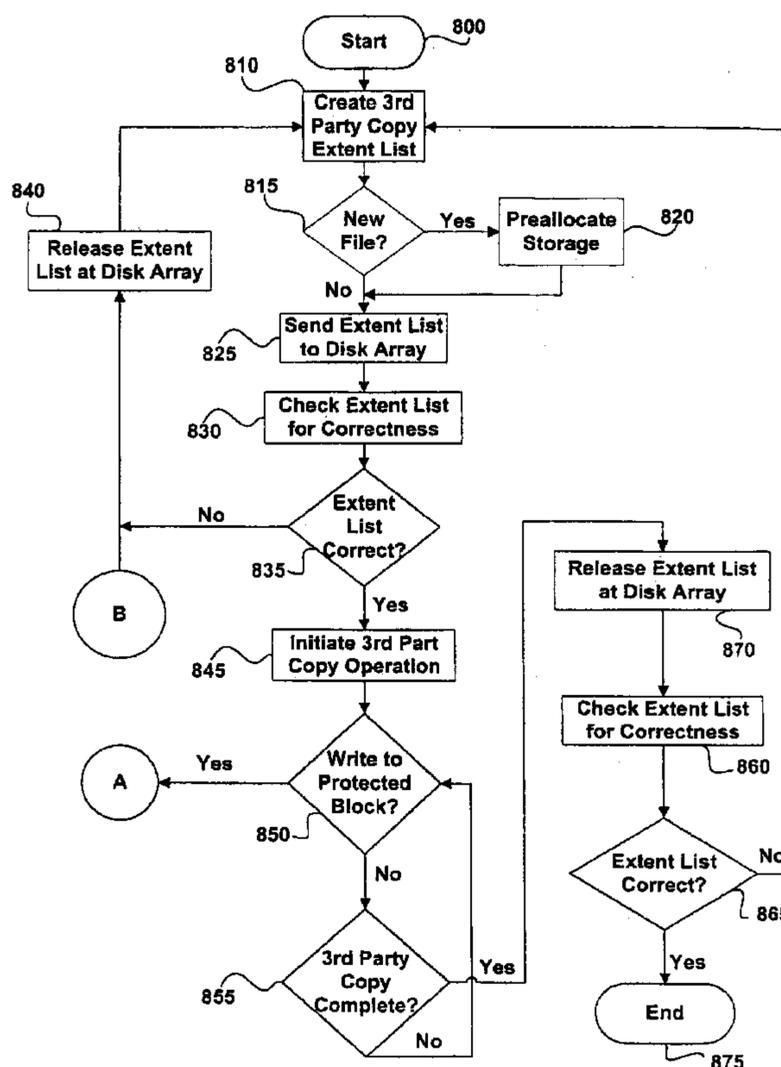 Start
800
810
Create 3rd
Party Copy
Extent List
815
New
File?
Yes
Preallocate
Storage
820
840
Release Extent
List at Disk Array
No
Send Extent List
to Disk Array
825
Check Extent List
for Correctness
830
Extent
List
Correct?
835
No
B
Yes
Initiate 3rd Part
Copy Operation
845
Release Extent List
at Disk Array
870
Check Extent List
for Correctness
860
A
Yes
Write to
Protected
Block?
850
No
Extent List
Correct?
No
865
3rd Party
Copy
Complete?
855
Yes
No
Yes
End
875